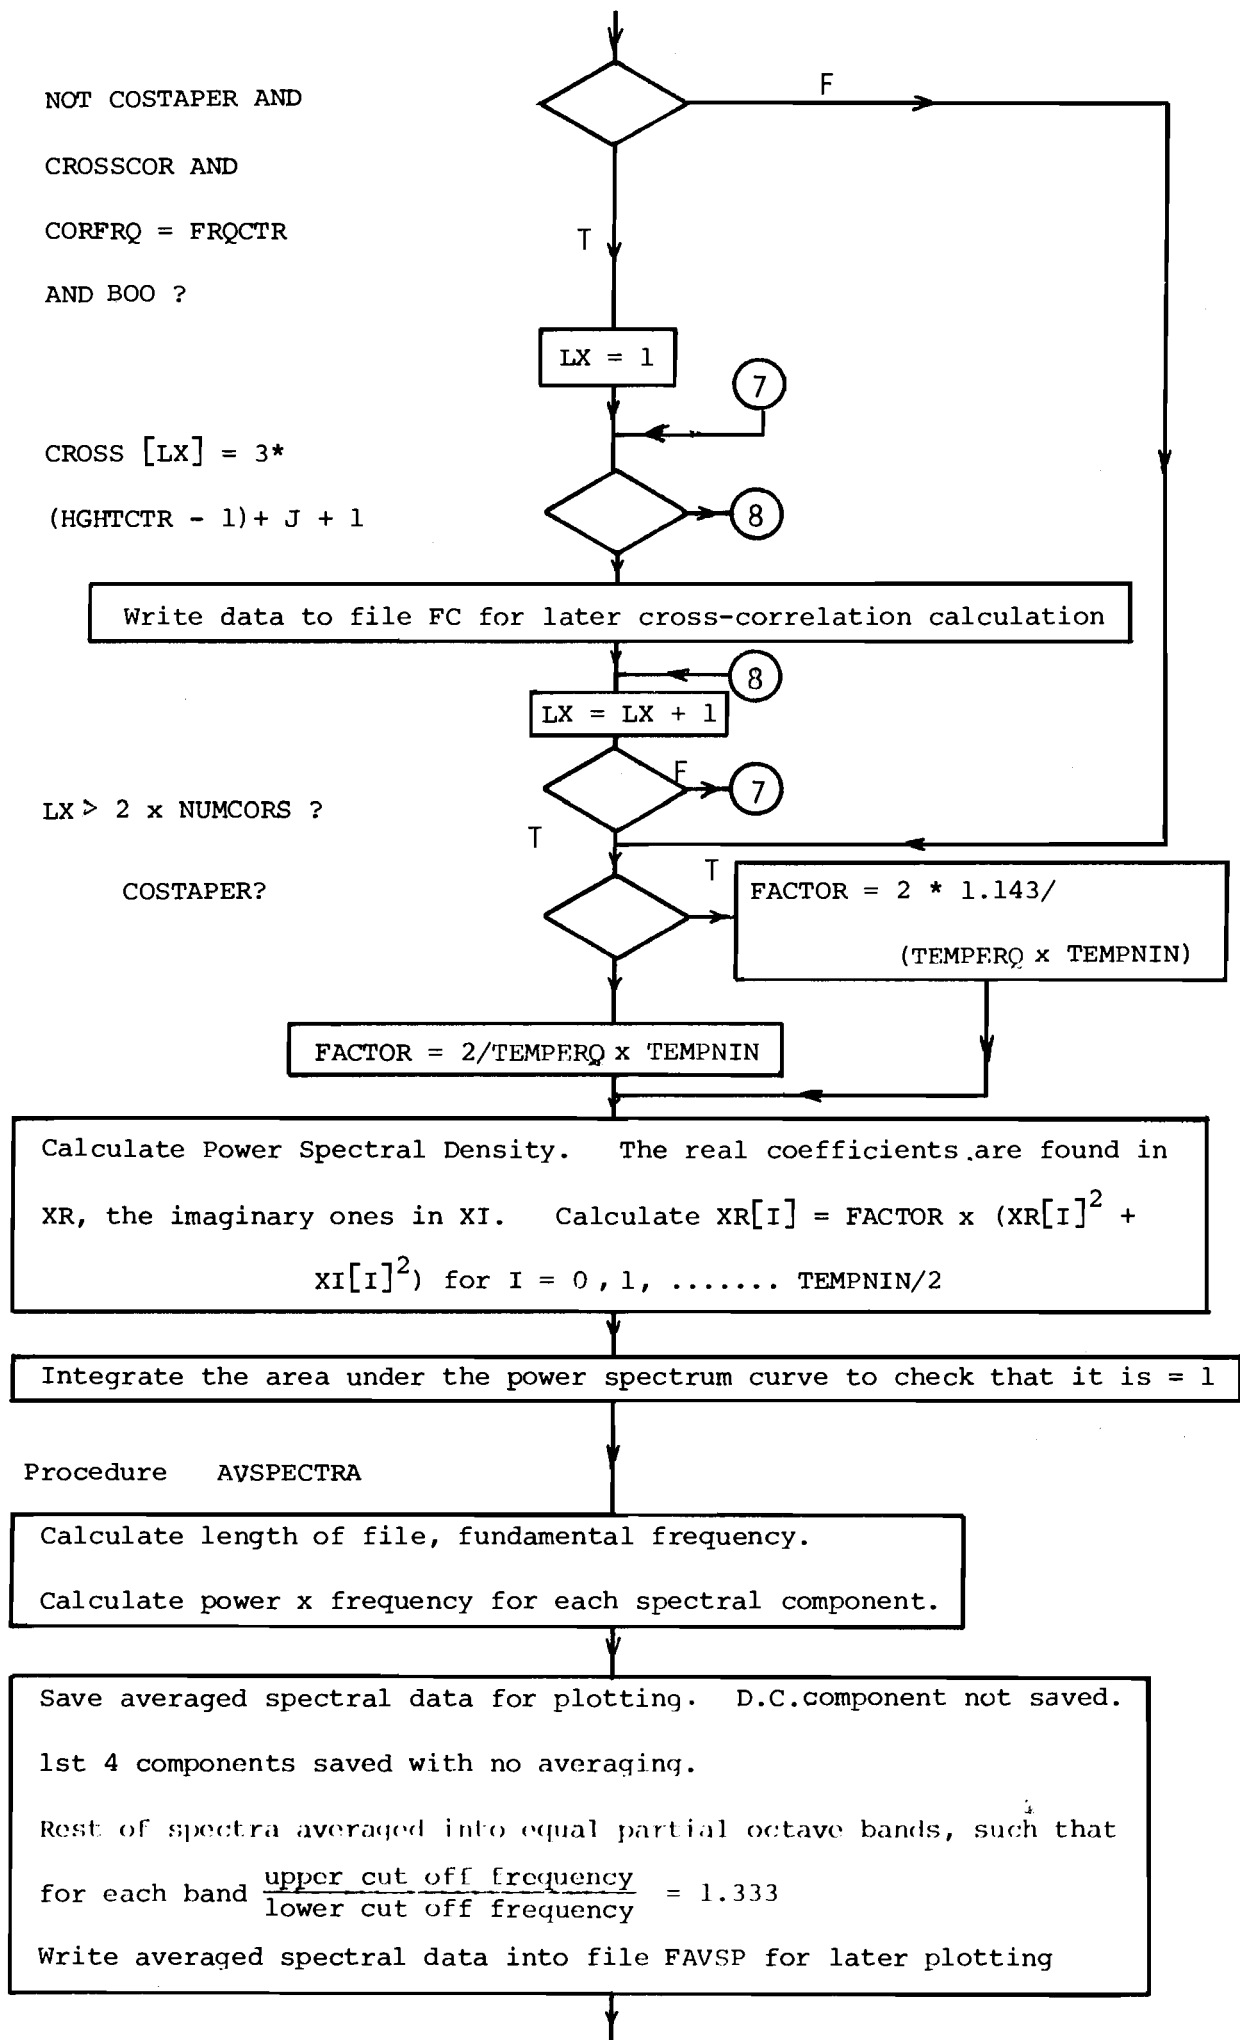 F
NOT COSTAPER AND
CROSSCOR AND
CORFRQ = FRQCTR
T
AND BOO ?
LX = 1
7
CROSS [LX] = 3*
(HGHTCTR - 1)+ J + 1
8
Write data to file FC for later cross-correlation calculation
8
LX = LX + 1
F
7
LX > 2 x NUMCORS ?
T
COSTAPER?
T
FACTOR = 2 * 1.143/
(TEMPERQ x TEMPNIN)
FACTOR = 2/TEMPERQ x TEMPNIN
Calculate Power Spectral Density. The real coefficients are found in
XR, the imaginary ones in XI. Calculate XR[I] = FACTOR x (XR[I]² +
XI[I]²) for I = 0 , 1, ....... TEMPNIN/2
Integrate the area under the power spectrum curve to check that it is = 1
Procedure AVSPECTRA
Calculate length of file, fundamental frequency.
Calculate power x frequency for each spectral component.
Save averaged spectral data for plotting. D.C.component not saved.
1st 4 components saved with no averaging.
Rest of spectra averaged into equal partial octave bands, such that
upper cut off frequency
for each band = 1.333
lower cut off frequency
Write averaged spectral data into file FAVSP for later plotting